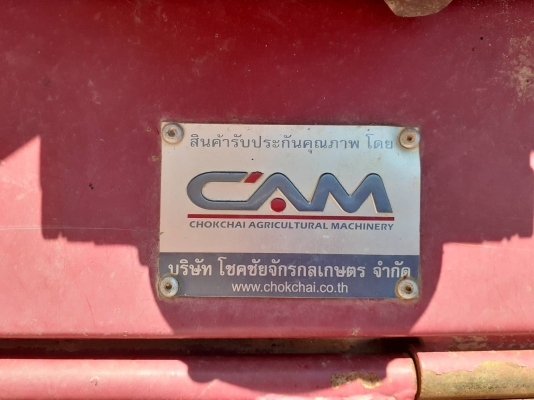 สินค้ารับประกันคุณภาพ โดย
CAM
CHOKCHAI AGRICULTURAL MACHINERY
บริษัท โชคชัยจักรกลเกษตร จำกัด
www.chokchai.co.th